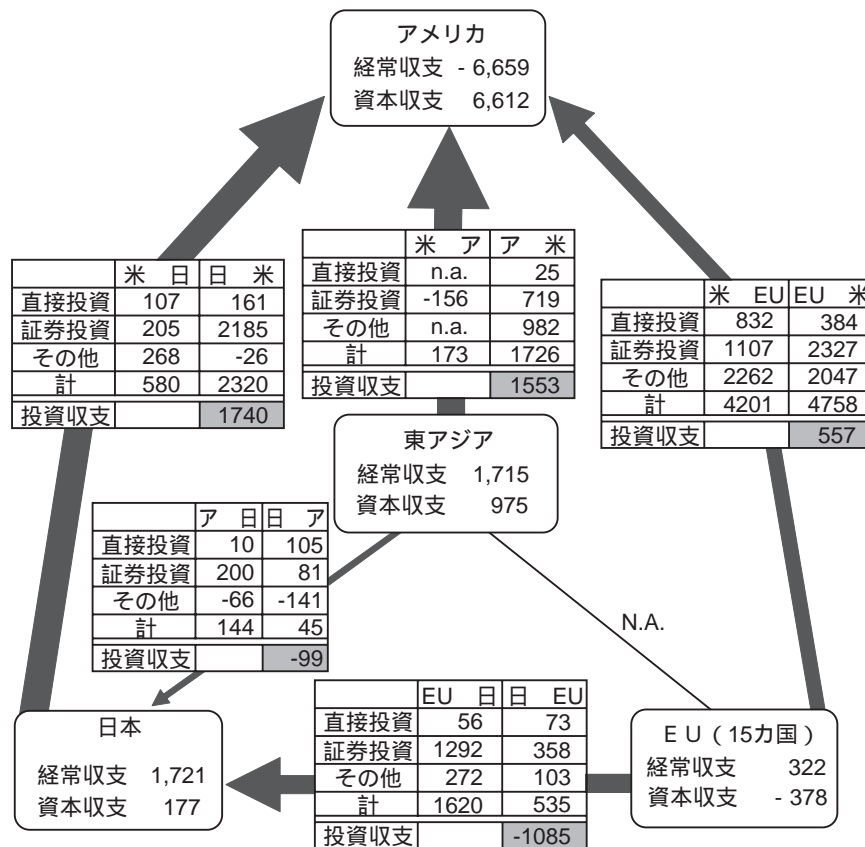 アメリカ
経常収支 - 6,659
資本収支 6,612
米 日 日 米
直接投資 107 161
証券投資 205 2185
その他 268 -26
計 580 2320
投資収支 1740
米 ア ア 米
直接投資 n.a. 25
証券投資 -156 719
その他 n.a. 982
計 173 1726
投資収支 1553
米 EU EU 米
直接投資 832 384
証券投資 1107 2327
その他 2262 2047
計 4201 4758
投資収支 557
東アジア
経常収支 1,715
資本収支 975
ア 日 日 ア
直接投資 10 105
証券投資 200 81
その他 -66 -141
計 144 45
投資収支 -99
N.A.
日本
経常収支 1,721
資本収支 177
EU 日 日 EU
直接投資 56 73
証券投資 1292 358
その他 272 103
計 1620 535
投資収支 -1085
EU(15カ国)
経常収支 322
資本収支 - 378